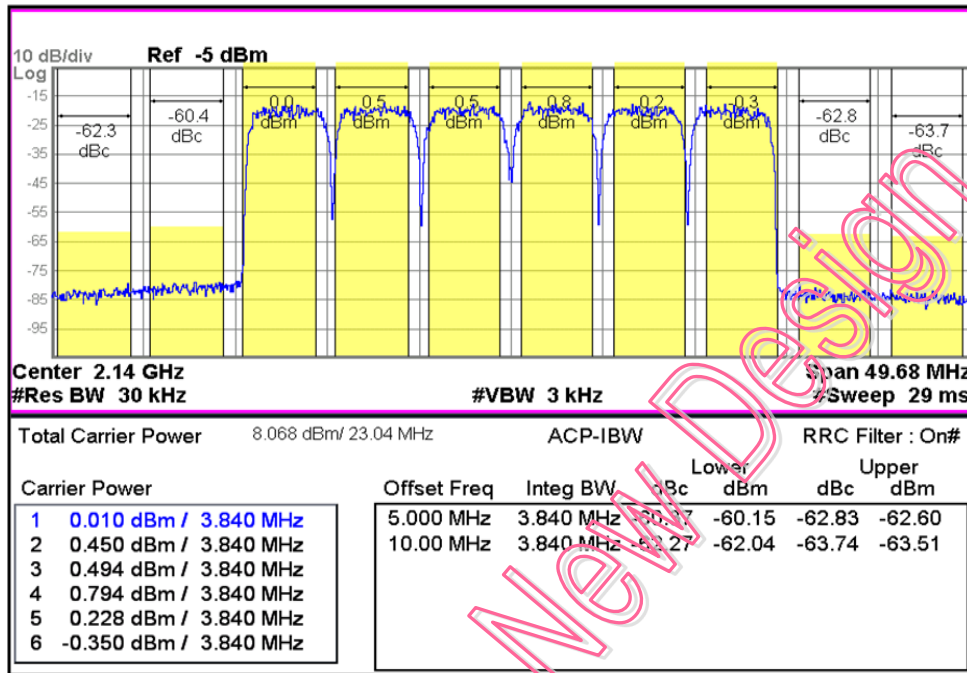 10 dB/div Ref -5 dBm
Log
-15
-25
-35
-45
-55
-65
-75
-85
-95
-62.3
dBc
-60.4
dBc
0.0
dBm
0.5
dBm
0.5
dBm
0.8
dBm
0.2
dBm
0.3
dBm
-62.8
dBc
-63.7
dBc
Center 2.14 GHz Span 49.68 MHz
#Res BW 30 kHz #VBW 3 kHz #Sweep 29 ms
Total Carrier Power 8.068 dBm/ 23.04 MHz ACP-IBW RRC Filter : On#
Lower Upper
Carrier Power Offset Freq Integ BW dBc dBm dBc dBm
1 0.010 dBm / 3.840 MHz
2 0.450 dBm / 3.840 MHz
3 0.494 dBm / 3.840 MHz
4 0.794 dBm / 3.840 MHz
5 0.228 dBm / 3.840 MHz
6 -0.350 dBm / 3.840 MHz
5.000 MHz 3.840 MHz -60.15 -62.83 -62.60
10.00 MHz 3.840 MHz -62.27 -62.04 -63.74 -63.51
New Design